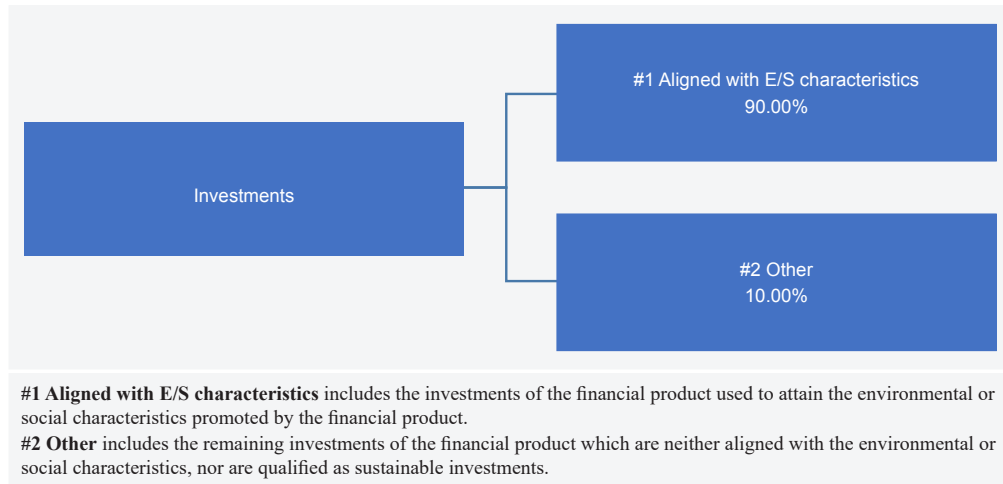 #1 Aligned with E/S characteristics
90.00%
Investments
#2 Other
10.00%
#1 Aligned with E/S characteristics includes the investments of the financial product used to attain the environmental or
social characteristics promoted by the financial product.
#2 Other includes the remaining investments of the financial product which are neither aligned with the environmental or
social characteristics, nor are qualified as sustainable investments.